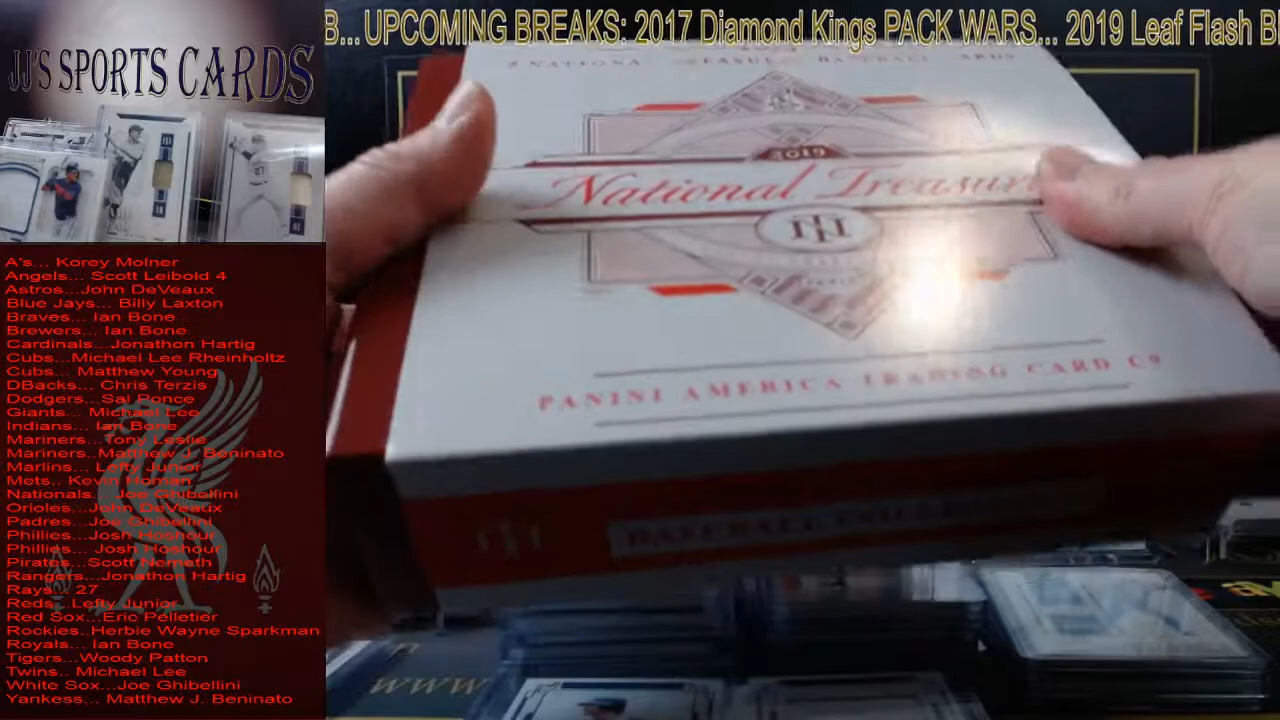 B... UPCOMING BREAKS: 2017 Diamond Kings PACK WARS... 2019 Leaf Flash B
JJ'S SPORTS CARDS
2019
National Treasur
NT
PANINI AMERICA TRADING CARD Co
BASEBALL
www
A's... Korey Molner
Angels... Scott Leibold 4
Astros...John DeVeaux
Blue Jays... Billy Laxton
Braves... Ian Bone
Brewers... Ian Bone
Cardinals...Jonathon Hartig
Cubs...Michael Lee Rheinholtz
Cubs... Matthew Young
DBacks... Chris Terzis
Dodgers...Sal Ponce
Giants... Michael Lee
Indians... Ian Bone
Mariners...Tony Leslie
Mariners..Matthew J. Beninato
Marlins... Lefty Junior
Mets.. Kevin Homan
Nationals... Joe Ghibellini
Orioles...John DeVeaux
Padres...Joe Ghibellini
Phillies...Josh Hoshour
Phillies... Josh Hoshour
Pirates...Scott Nemeth
Rangers...Jonathon Hartig
Rays... 27
Reds...Lefty Junior
Red Sox...Eric Pelletier
Rockies..Herbie Wayne Sparkman
Royals... Ian Bone
Tigers...Woody Patton
Twins.. Michael Lee
White Sox...Joe Ghibellini
Yankess... Matthew J. Beninato